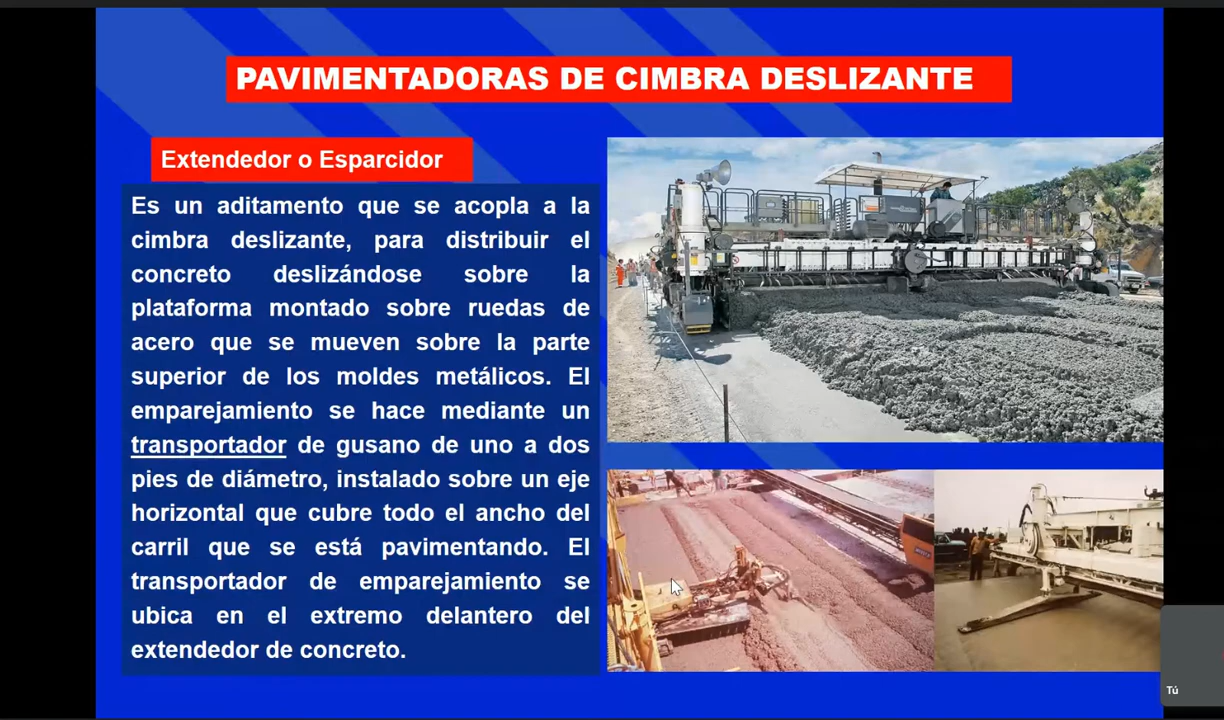 PAVIMENTADORAS DE CIMBRA DESLIZANTE
Extendedor o Esparcidor
Es un aditamento que se acopla a la
cimbra deslizante, para distribuir el
concreto deslizándose sobre la
plataforma montado sobre ruedas de
acero que se mueven sobre la parte
superior de los moldes metálicos. El
emparejamiento se hace mediante un
transportador de gusano de uno a dos
pies de diámetro, instalado sobre un eje
horizontal que cubre todo el ancho del
carril que se está pavimentando. El
transportador de emparejamiento se
ubica en el extremo delantero del
extendedor de concreto.
Tú